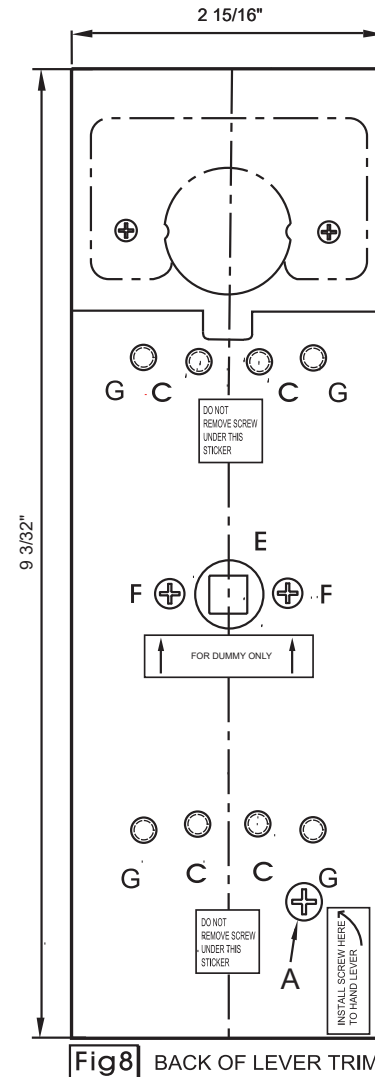 2 15/16"
9 3/32"
G C C G
DO NOT
REMOVE SCREW
UNDER THIS
STICKER
E
F F
FOR DUMMY ONLY
G C C G
DO NOT
REMOVE SCREW
UNDER THIS
STICKER
A
INSTALL SCREW HERE
TO HAND LEVER
Fig8 BACK OF LEVER TRIM